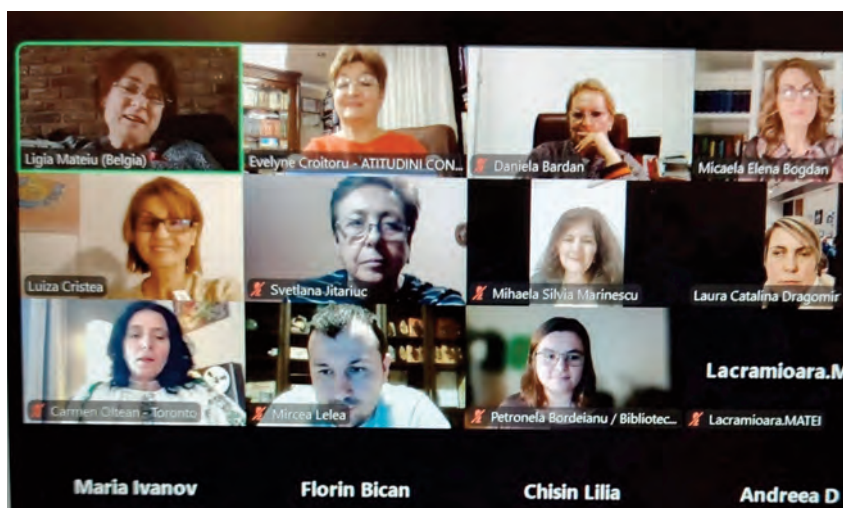 Ligia Mateiu (Belgia)
Evelyne Croitoru - ATITUDINI CON...
Daniela Bardan
Micaela Elena Bogdan
Luiza Cristea
Svetlana Jitariuc
Mihaela Silvia Marinescu
Laura Catalina Dragomir
Carmen Oltean - Toronto
Mircea Lelea
Petronela Bordeianu / Bibliotec...
Lacramioara.M
Lacramioara.MATEI
Maria Ivanov
Florin Bican
Chisin Lilia
Andreea D